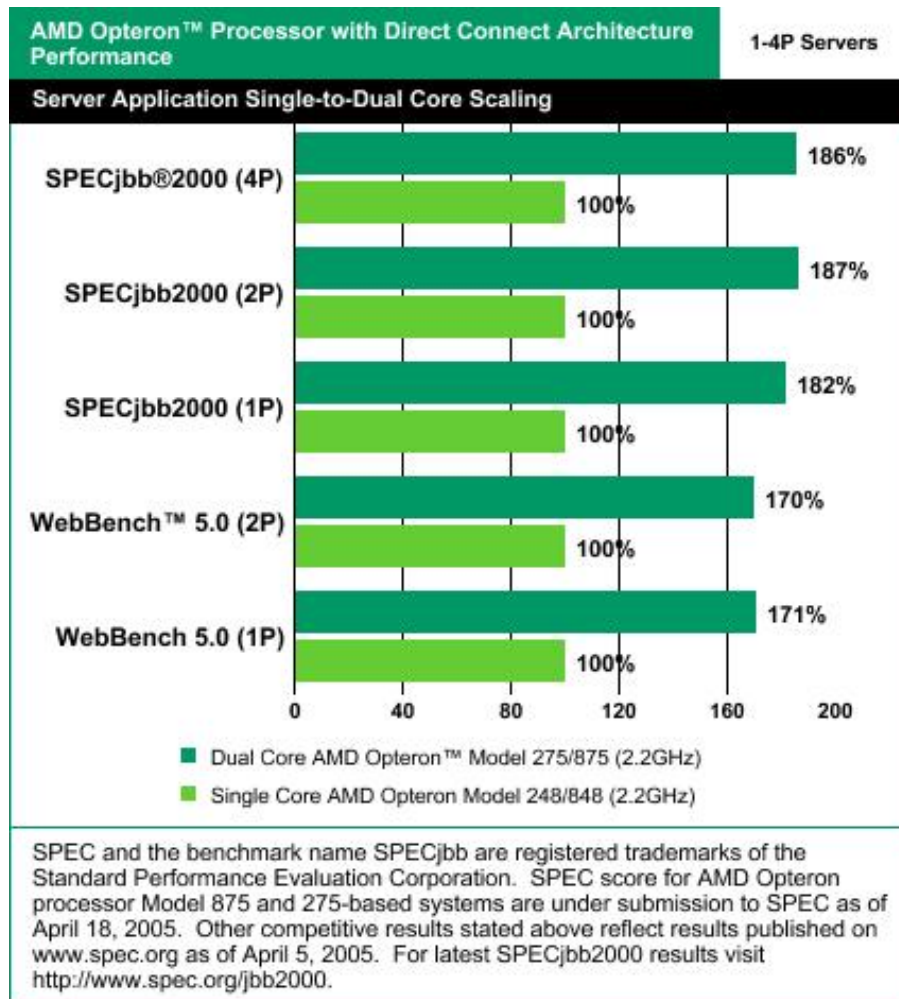 AMD Opteron™ Processor with Direct Connect Architecture
Performance
1-4P Servers
Server Application Single-to-Dual Core Scaling
SPECjbb®2000 (4P)
186%
100%
SPECjbb2000 (2P)
187%
100%
SPECjbb2000 (1P)
182%
100%
WebBench™ 5.0 (2P)
170%
100%
WebBench 5.0 (1P)
171%
100%
0 40 80 120 160 200
Dual Core AMD Opteron™ Model 275/875 (2.2GHz)
Single Core AMD Opteron Model 248/848 (2.2GHz)
SPEC and the benchmark name SPECjbb are registered trademarks of the
Standard Performance Evaluation Corporation. SPEC score for AMD Opteron
processor Model 875 and 275-based systems are under submission to SPEC as of
April 18, 2005. Other competitive results stated above reflect results published on
www.spec.org as of April 5, 2005. For latest SPECjbb2000 results visit
http://www.spec.org/jbb2000.